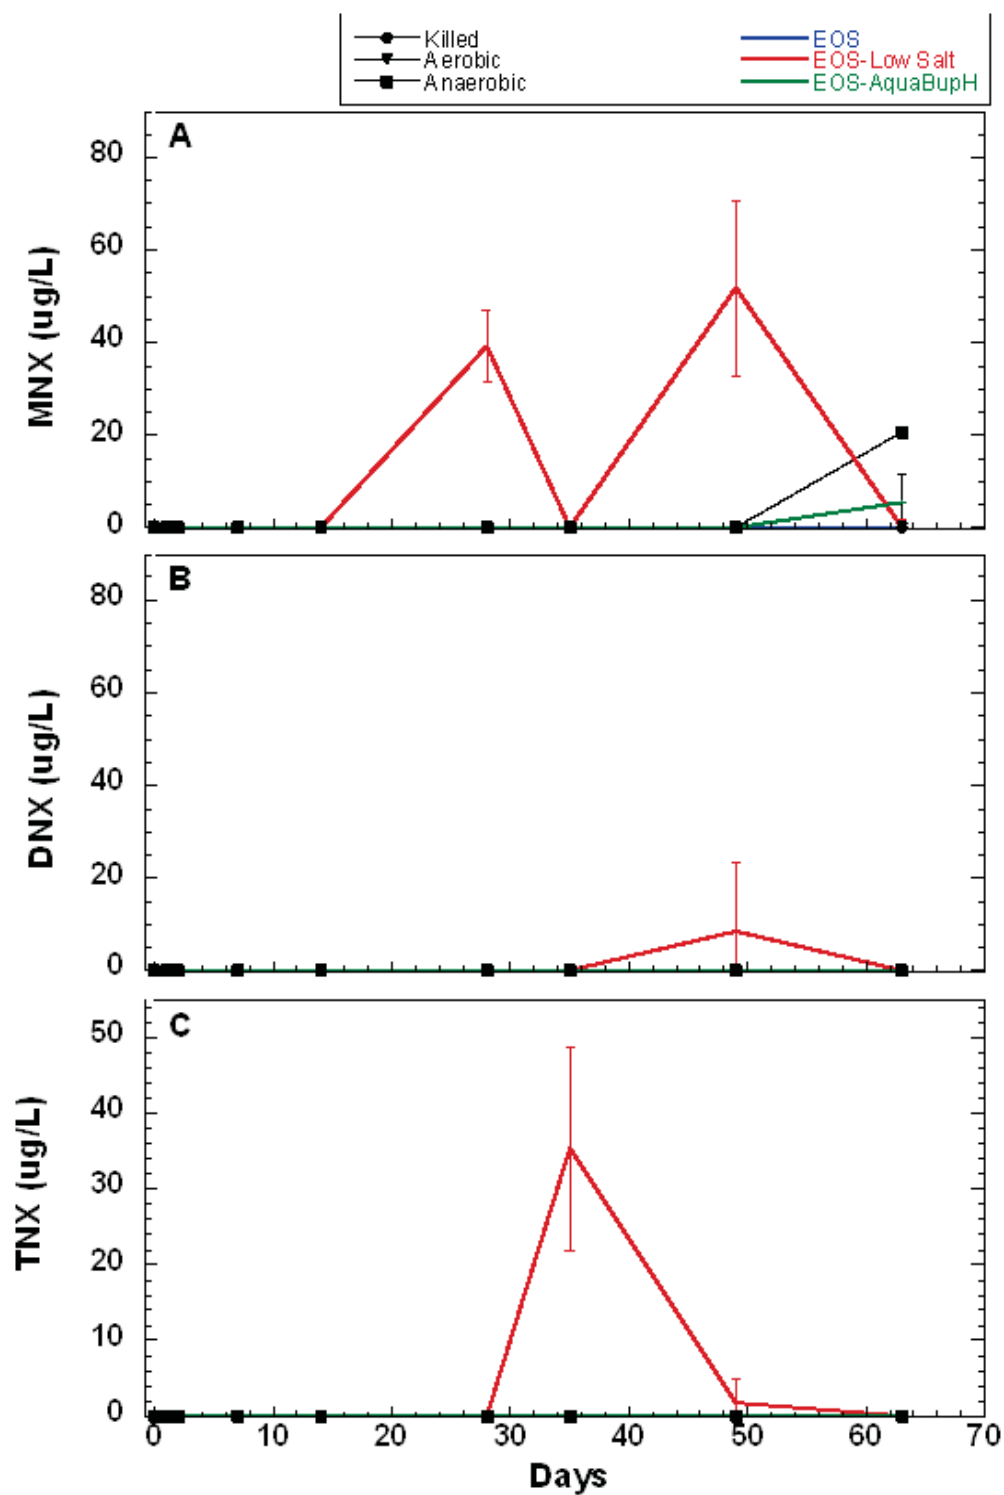 Killed EOS
Aerobic EOS-Low Salt
Anaerobic EOS-AquaBupH
A
80
60
40
20
0
MNX (ug/L)
B
80
60
40
20
0
DNX (ug/L)
C
50
40
30
20
10
0
TNX (ug/L)
0 10 20 30 40 50 60 70
Days